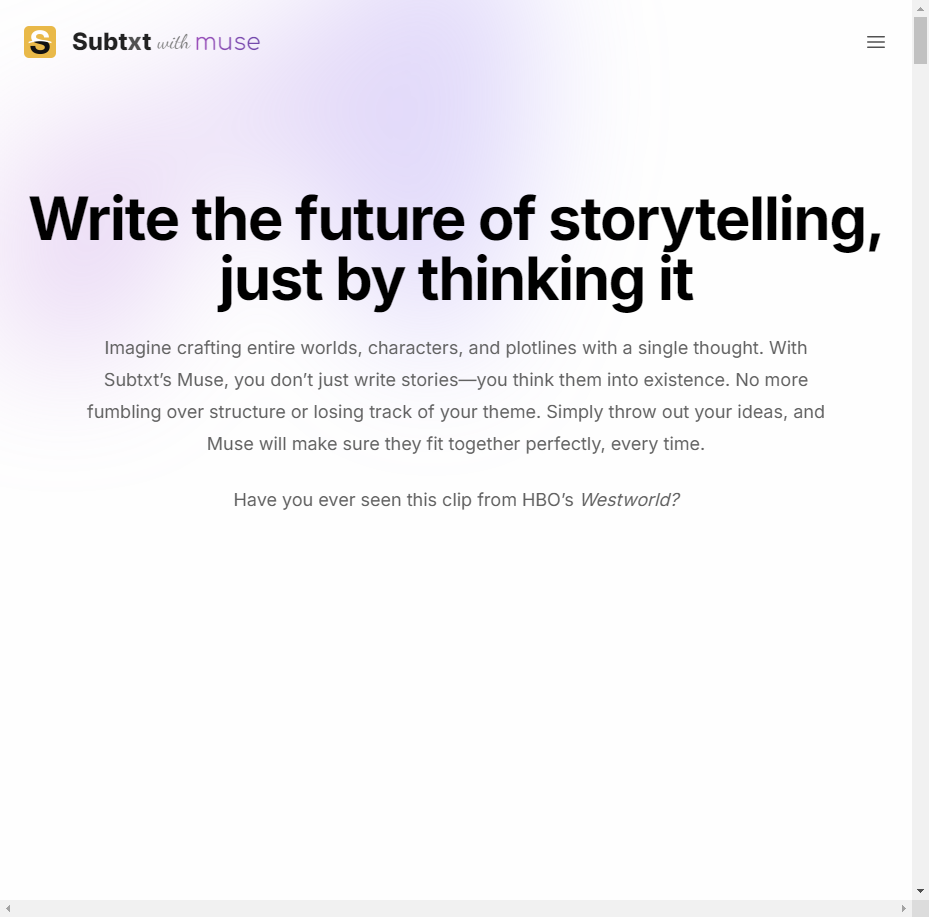 Subtxt with muse
Write the future of storytelling,
just by thinking it
Imagine crafting entire worlds, characters, and plotlines with a single thought. With
Subtxt’s Muse, you don’t just write stories—you think them into existence. No more
fumbling over structure or losing track of your theme. Simply throw out your ideas, and
Muse will make sure they fit together perfectly, every time.
Have you ever seen this clip from HBO’s Westworld?